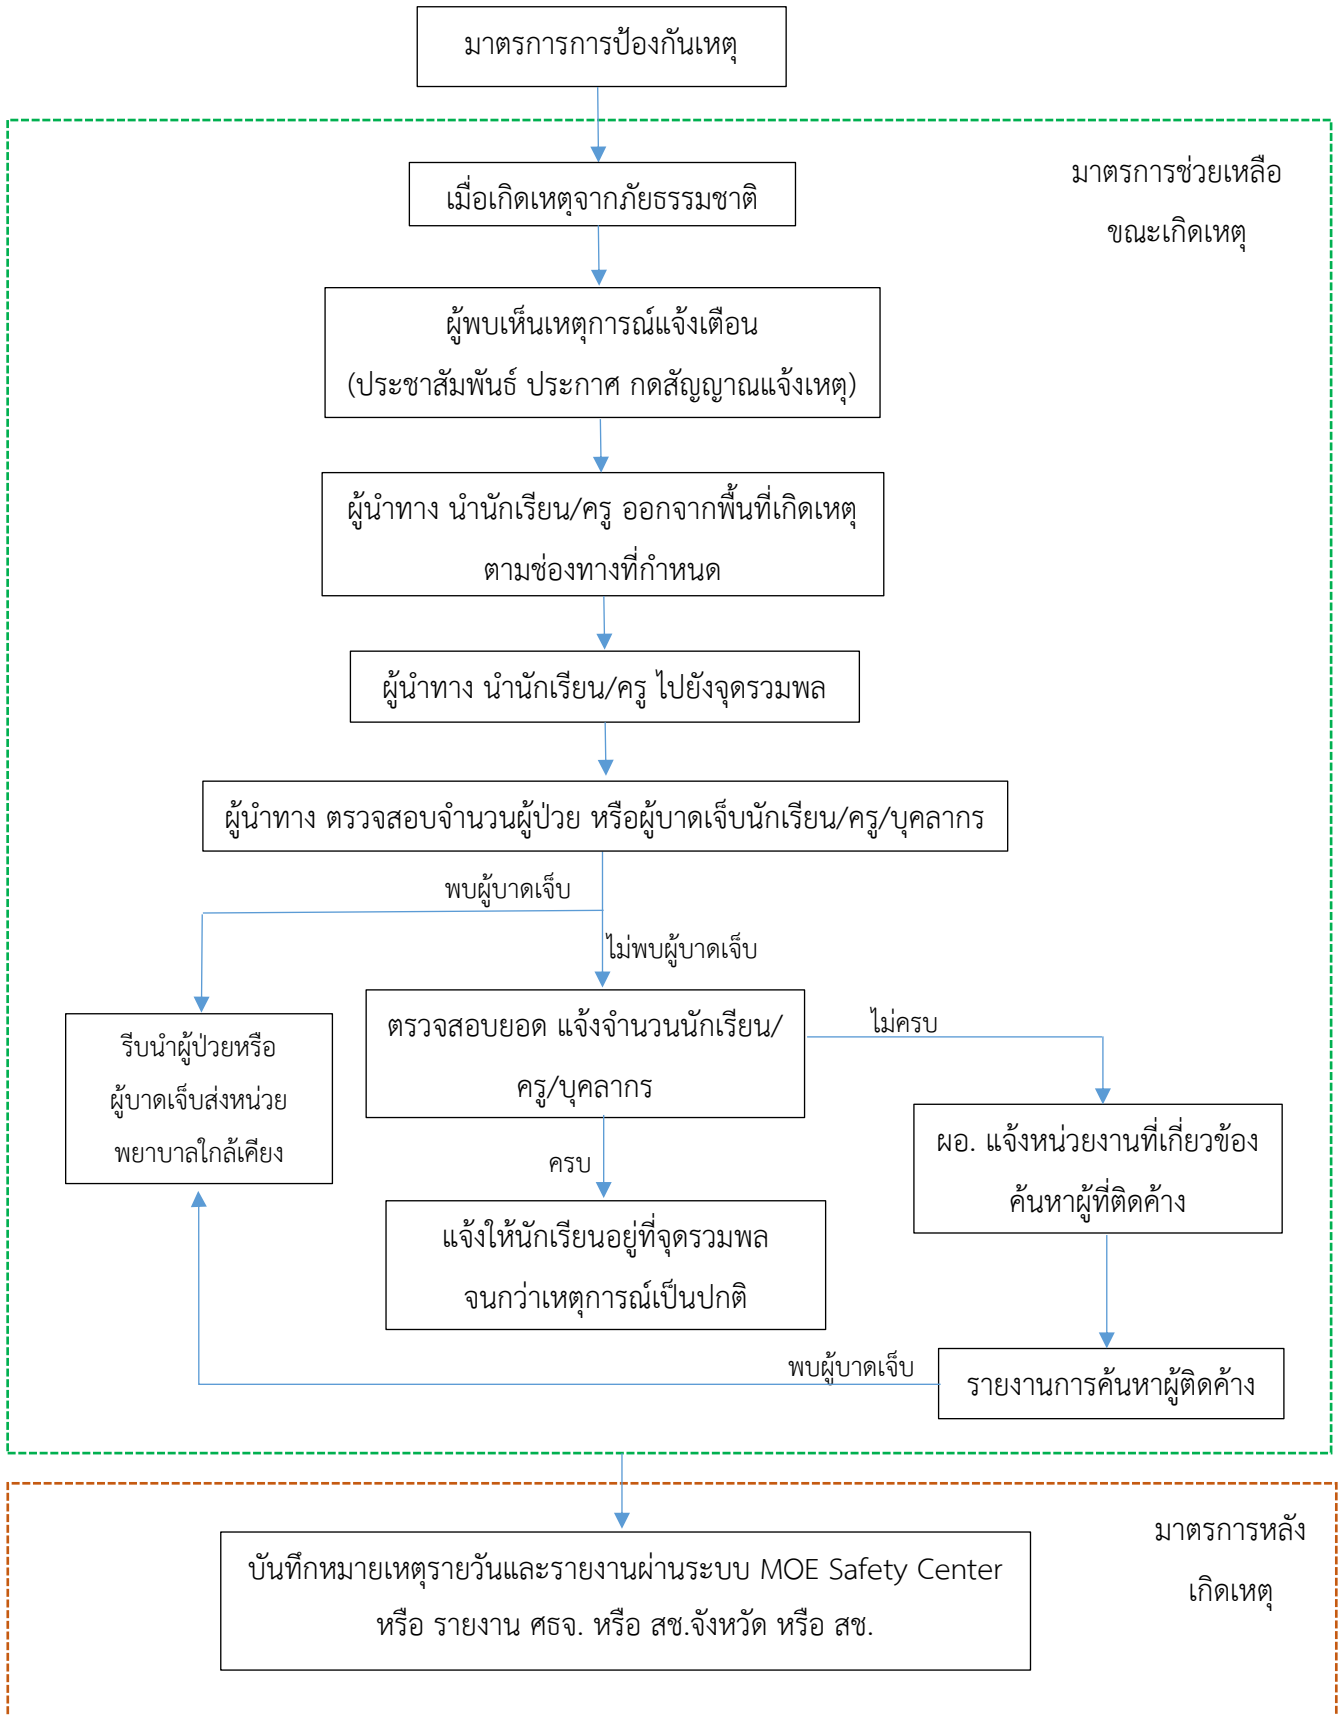 มาตรการการป้องกันเหตุ
มาตรการช่วยเหลือ
ขณะเกิดเหตุ
เมื่อเกิดเหตุจากภัยธรรมชาติ
ผู้พบเห็นเหตุการณ์แจ้งเตือน
(ประชาสัมพันธ์ ประกาศ กดสัญญาณแจ้งเหตุ)
ผู้นำทาง นำนักเรียน/ครู ออกจากพื้นที่เกิดเหตุ
ตามช่องทางที่กำหนด
ผู้นำทาง นำนักเรียน/ครู ไปยังจุดรวมพล
ผู้นำทาง ตรวจสอบจำนวนผู้ป่วย หรือผู้บาดเจ็บนักเรียน/ครู/บุคลากร
พบผู้บาดเจ็บ
ไม่พบผู้บาดเจ็บ
รีบนำผู้ป่วยหรือ
ผู้บาดเจ็บส่งหน่วย
พยาบาลใกล้เคียง
ตรวจสอบยอด แจ้งจำนวนนักเรียน/
ครู/บุคลากร
ไม่ครบ
ครบ
ผอ. แจ้งหน่วยงานที่เกี่ยวข้อง
ค้นหาผู้ที่ติดค้าง
แจ้งให้นักเรียนอยู่ที่จุดรวมพล
จนกว่าเหตุการณ์เป็นปกติ
พบผู้บาดเจ็บ
รายงานการค้นหาผู้ติดค้าง
มาตรการหลัง
เกิดเหตุ
บันทึกหมายเหตุรายวันและรายงานผ่านระบบ MOE Safety Center
หรือ รายงาน ศธจ. หรือ สช.จังหวัด หรือ สช.